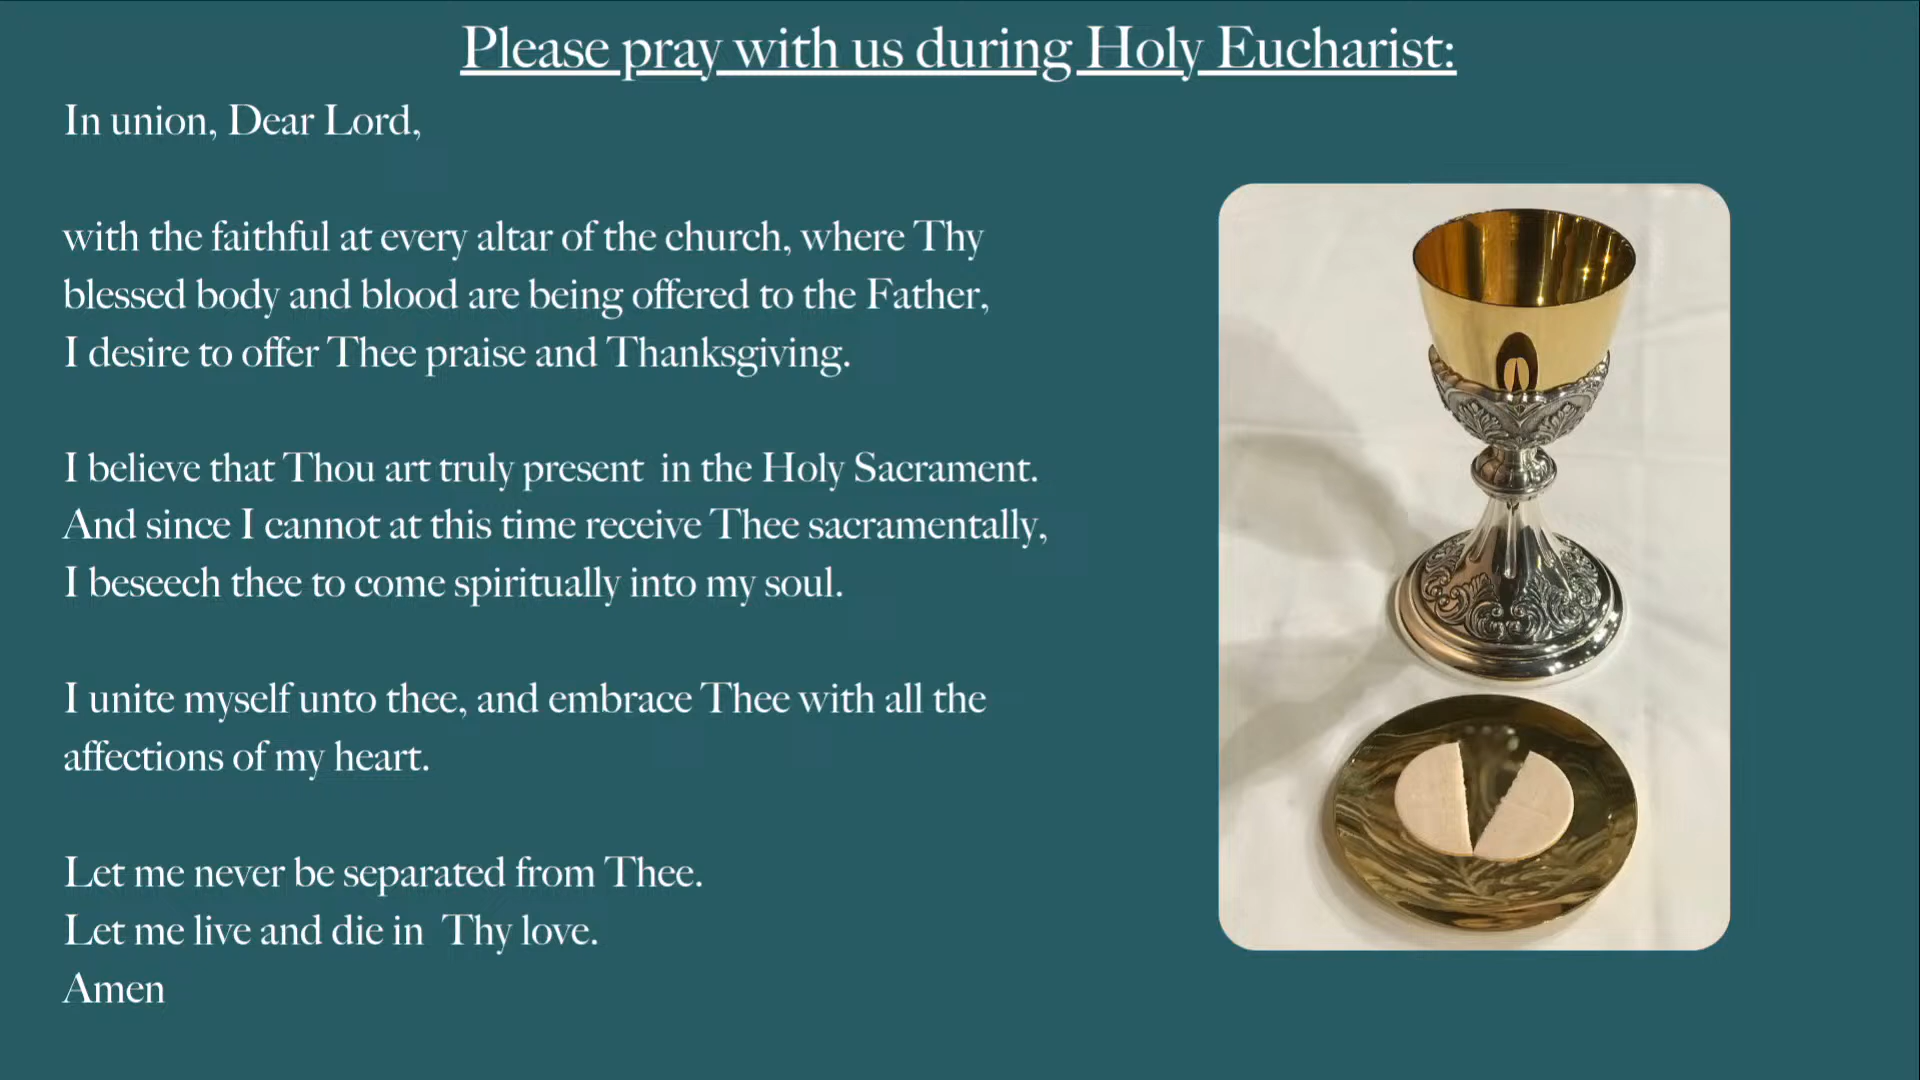 Please pray with us during Holy Eucharist:
In union, Dear Lord,
with the faithful at every altar of the church, where Thy
blessed body and blood are being offered to the Father,
I desire to offer Thee praise and Thanksgiving.
I believe that Thou art truly present  in the Holy Sacrament.
And since I cannot at this time receive Thee sacramentally,
I beseech thee to come spiritually into my soul.
I unite myself unto thee, and embrace Thee with all the
affections of my heart.
Let me never be separated from Thee.
Let me live and die in  Thy love.
Amen